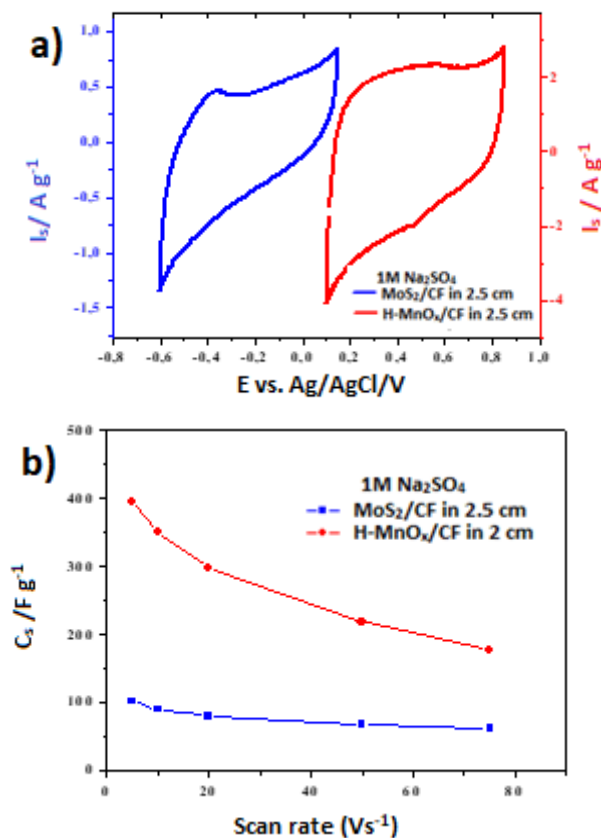 a)
1,0
0,5
0,0
-0,5
-1,0
-1,5
Is/ A g-1
2
0
-2
-4
Is / A g-1
1M Na2SO4
MoS2/CF in 2.5 cm
H-MnOx/CF in 2.5 cm
-0,8 -0,6 -0,4 -0,2 0,0 0,2 0,4 0,6 0,8 1,0
E vs. Ag/AgCl/V
b)
500
400
300
200
100
0
Cs /F g-1
1M Na2SO4
MoS2/CF in 2.5 cm
H-MnOx/CF in 2 cm
0 20 40 60 80
Scan rate (Vs-1)